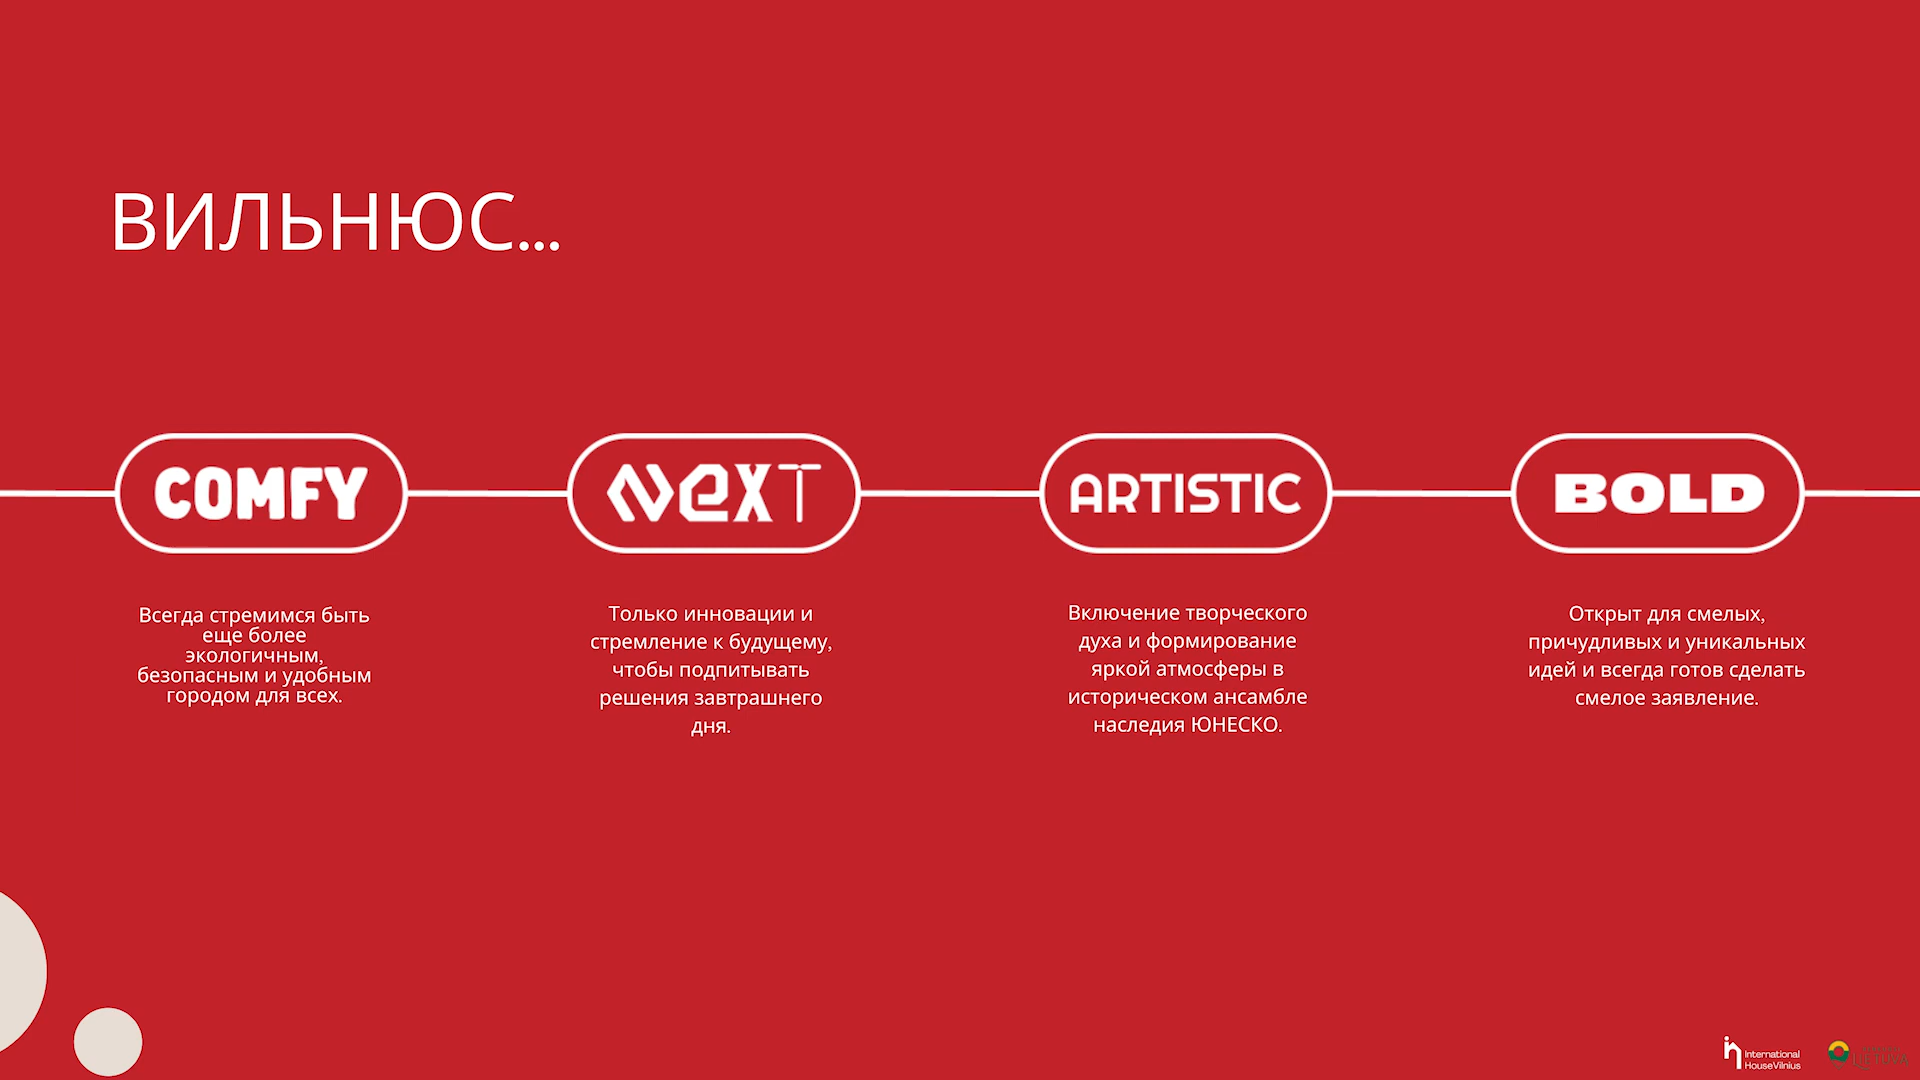 ВИЛЬНЮС...
COMFY
Всегда стремимся быть
еще более
экологичным,
безопасным и удобным
городом для всех.
NEXT
Только инновации и
стремление к будущему,
чтобы подпитывать
решения завтрашнего
дня.
ARTISTIC
Включение творческого
духа и формирование
яркой атмосферы в
историческом ансамбле
наследия ЮНЕСКО.
BOLD
Открыт для смелых,
причудливых и уникальных
идей и всегда готов сделать
смелое заявление.
in
International
House Vilnius
LIETUVA